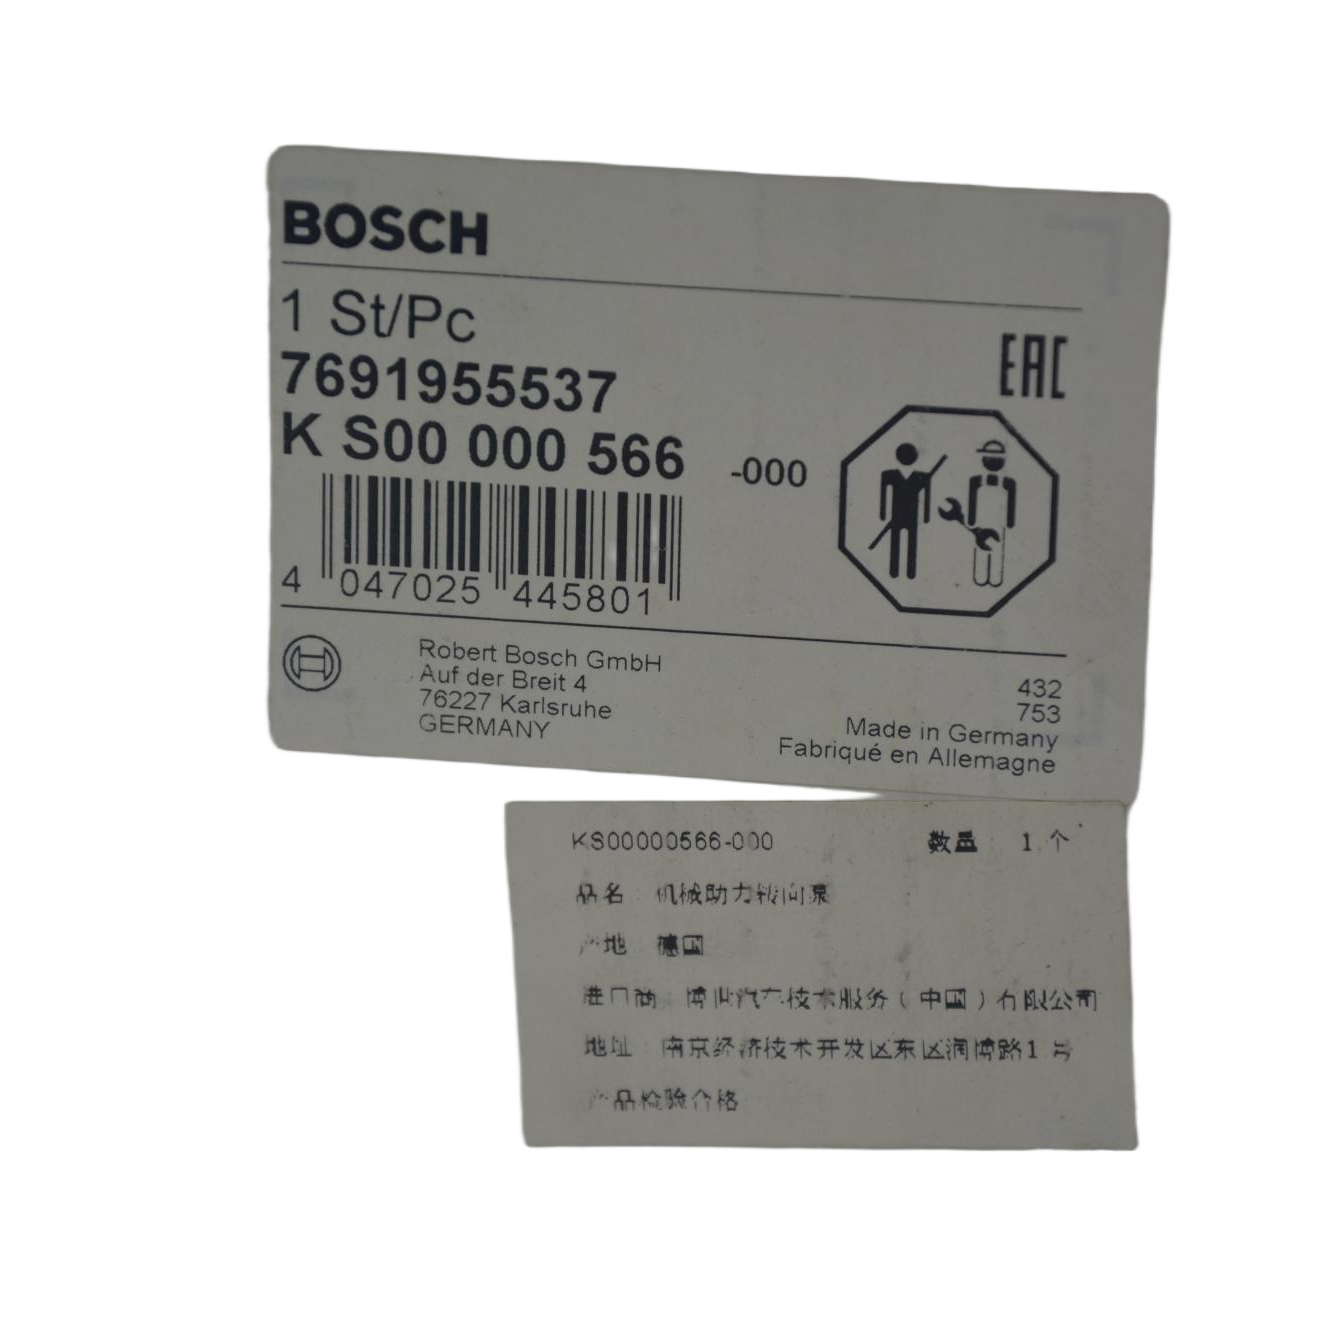 BOSCH
1 St/Pc
EAC
7691955537
K S00 000 566 -000
4 047025 445801
Robert Bosch GmbH
Auf der Breit 4
76227 Karlsruhe
GERMANY
432
753
Made in Germany
Fabriqué en Allemagne
KS00000566-000 数量 1 个
品名 机械助力转向泵
产地 德国
进口商 博世汽车技术服务(中国)有限公司
地址 南京经济技术开发区东区润博路1号
产品检验合格